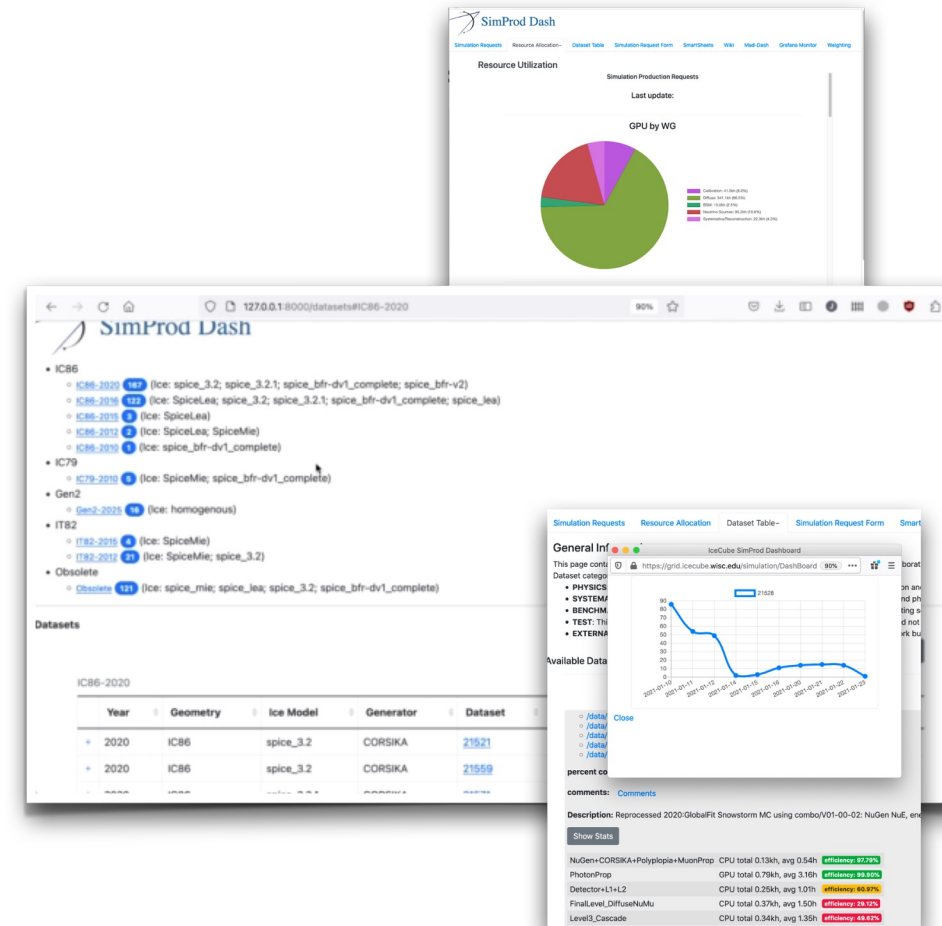 SimProd Dash
Simulation Requests Resource Allocation Dataset Table Simulation Request Form SmartSheets Wiki Madi-Dash Grafana Monitor Weighting
Resource Utilization
Simulation Production Requests
Last update:
GPU by WG
127.0.0.1:8000/datasets#IC86-2020 90%
SimProd Dash
• IC86
IC86-2020 167 (Ice: spice_3.2; spice_3.2.1; spice_bfr-dv1_complete; spice_bfr-v2)
IC86-2016 122 (Ice: SpiceLea; spice_3.2; spice_3.2.1; spice_bfr-dv1_complete; spice_lea)
IC86-2015 3 (Ice: SpiceLea)
IC86-2012 2 (Ice: SpiceLea; SpiceMie)
IC86-2010 1 (Ice: spice_bfr-dv1_complete)
• IC79
IC79-2010 5 (Ice: SpiceMie; spice_bfr-dv1_complete)
• Gen2
Gen2-2025 16 (Ice: homogenous)
• IT82
IT82-2015 4 (Ice: SpiceMie)
IT82-2012 21 (Ice: SpiceMie; spice_3.2)
• Obsolete
Obsolete 121 (Ice: spice_mie; spice_lea; spice_3.2; spice_bfr-dv1_complete)
Datasets
IC86-2020
Year Geometry Ice Model Generator Dataset
+ 2020 IC86 spice_3.2 CORSIKA 21521
+ 2020 IC86 spice_3.2 CORSIKA 21559
Simulation Requests Resource Allocation Dataset Table Simulation Request Form Smart
General Inf
This page conta
Dataset catego
• PHYSICS
• SYSTEMA
• BENCHM
• TEST: Thi
• EXTERNA
Available Data
IceCube SimProd Dashboard
https://grid.icecube.wisc.edu/simulation/DashBoard 90%
21528
90
80
70
60
50
40
30
20
10
0
2021-01-10 2021-01-11 2021-01-12 2021-01-14 2021-01-15 2021-01-18 2021-01-20 2021-01-21 2021-01-22 2021-01-23
Close
/data/
/data/
/data/
/data/
/data/
percent co
comments: Comments
Description: Reprocessed 2020:GlobalFit Snowstorm MC using combo/V01-00-02: NuGen NuE, ene
Show Stats
NuGen+CORSIKA+Polyplopia+MuonProp CPU total 0.13kh, avg 0.54h efficiency: 97.79%
PhotonProp GPU total 0.79kh, avg 3.16h efficiency: 99.90%
Detector+L1+L2 CPU total 0.25kh, avg 1.01h efficiency: 60.97%
FinalLevel_DiffuseNuMu CPU total 0.37kh, avg 1.50h efficiency: 29.12%
Level3_Cascade CPU total 0.34kh, avg 1.35h efficiency: 49.62%